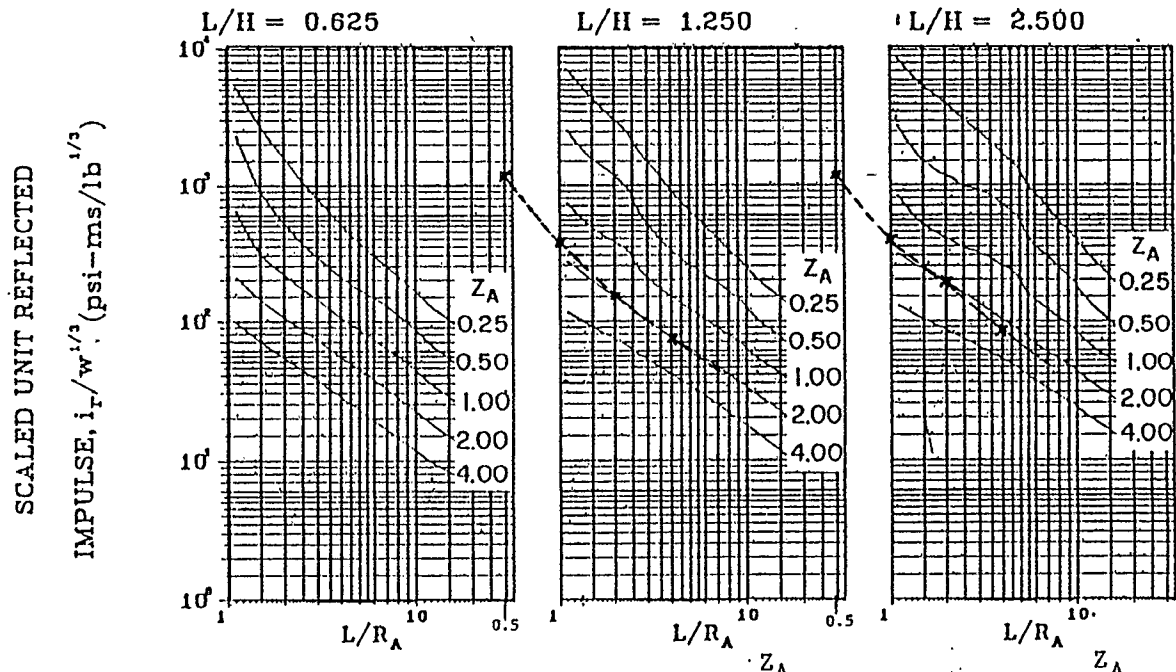 L/H = 0.625
L/H = 1.250
L/H = 2.500
SCALED UNIT REFLECTED
IMPULSE, i_r/w^1/3, (psi-ms/lb^1/3)
10⁴
10³
10²
10¹
10⁰
Z_A
0.25
0.50
1.00
2.00
4.00
1
10
0.5
L/R_A
Z_A
0.25
0.50
1.00
2.00
4.00
1
10
0.5
L/R_A
Z_A
0.25
0.50
1.00
2.00
4.00
1
10.
L/R_A
Z_A
Z_A